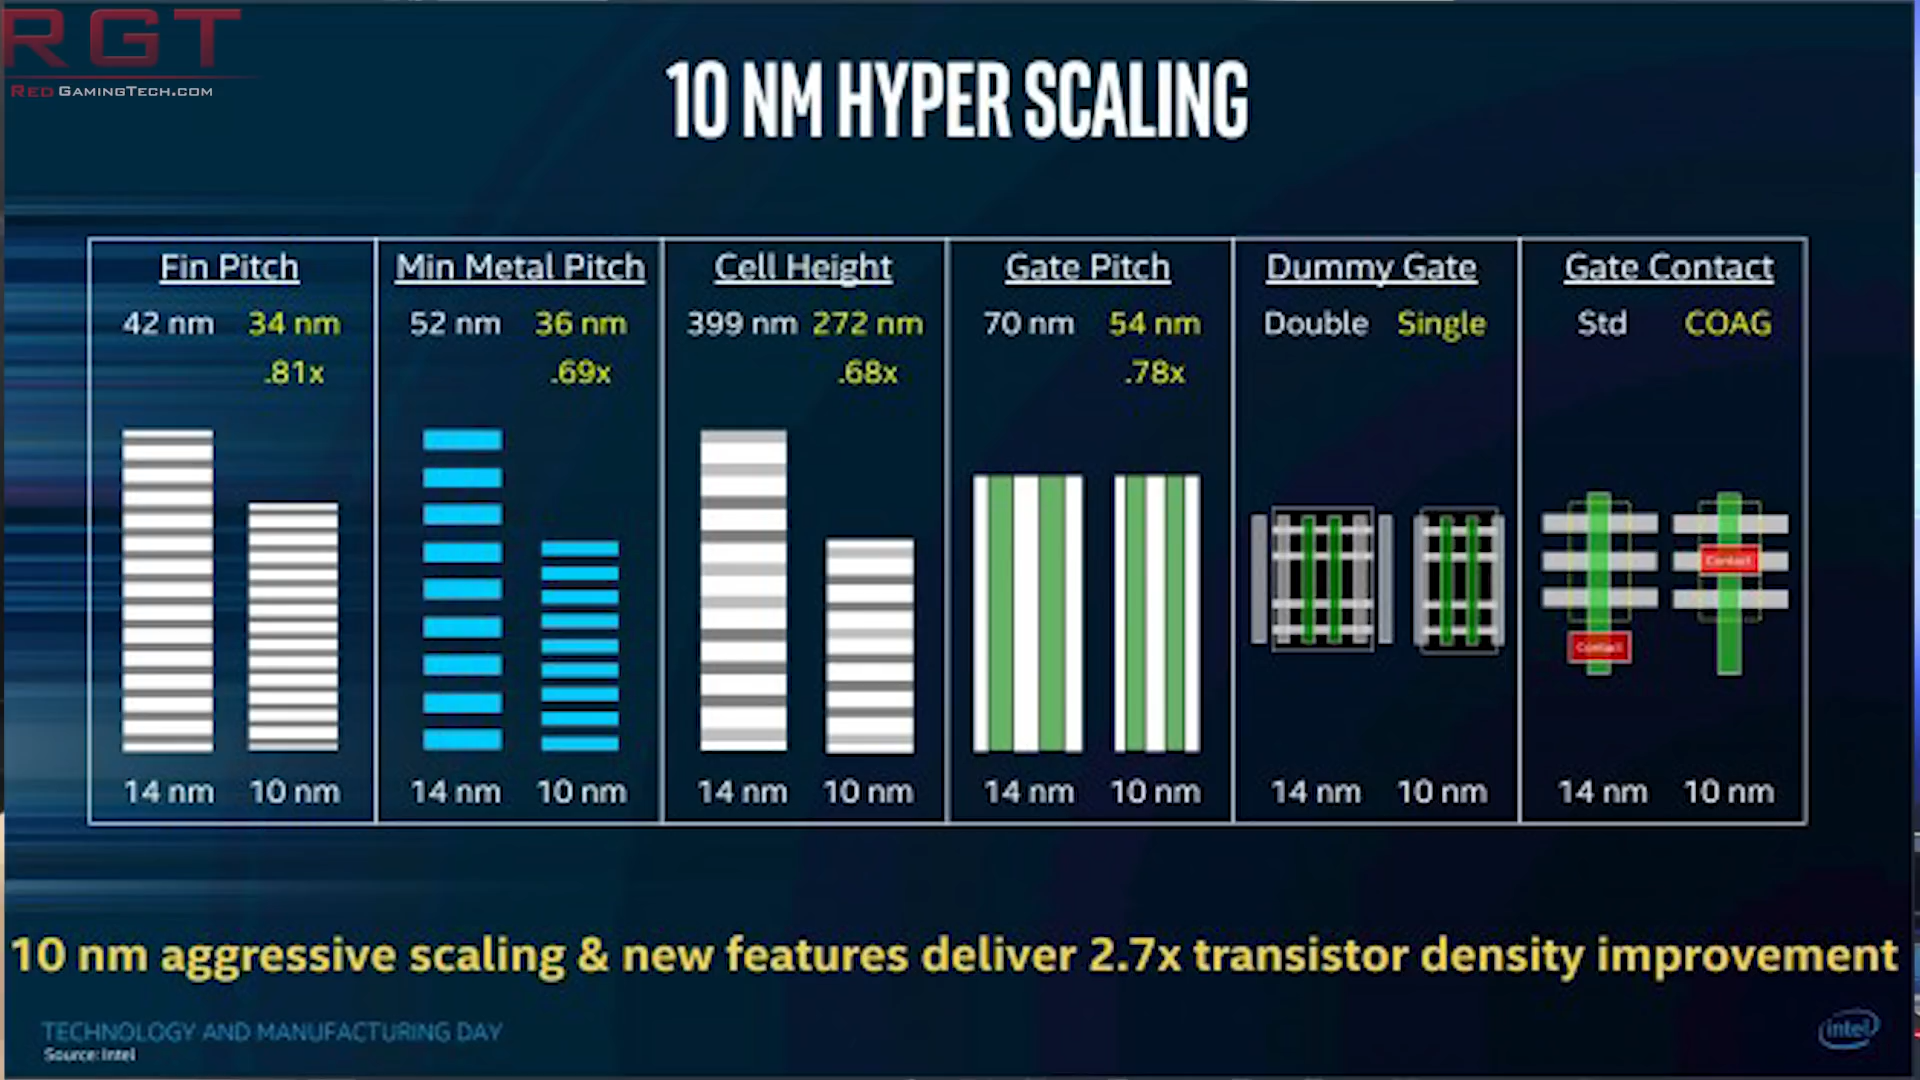 RGT
RED GAMINGTECH.COM
10 NM HYPER SCALING
Fin Pitch
42 nm 34 nm
.81x
14 nm 10 nm
Min Metal Pitch
52 nm 36 nm
.69x
14 nm 10 nm
Cell Height
399 nm 272 nm
.68x
14 nm 10 nm
Gate Pitch
70 nm 54 nm
.78x
14 nm 10 nm
Dummy Gate
Double Single
14 nm 10 nm
Gate Contact
Std COAG
Contact
Contact
14 nm 10 nm
10 nm aggressive scaling & new features deliver 2.7x transistor density improvement
TECHNOLOGY AND MANUFACTURING DAY
Source: Intel
intel